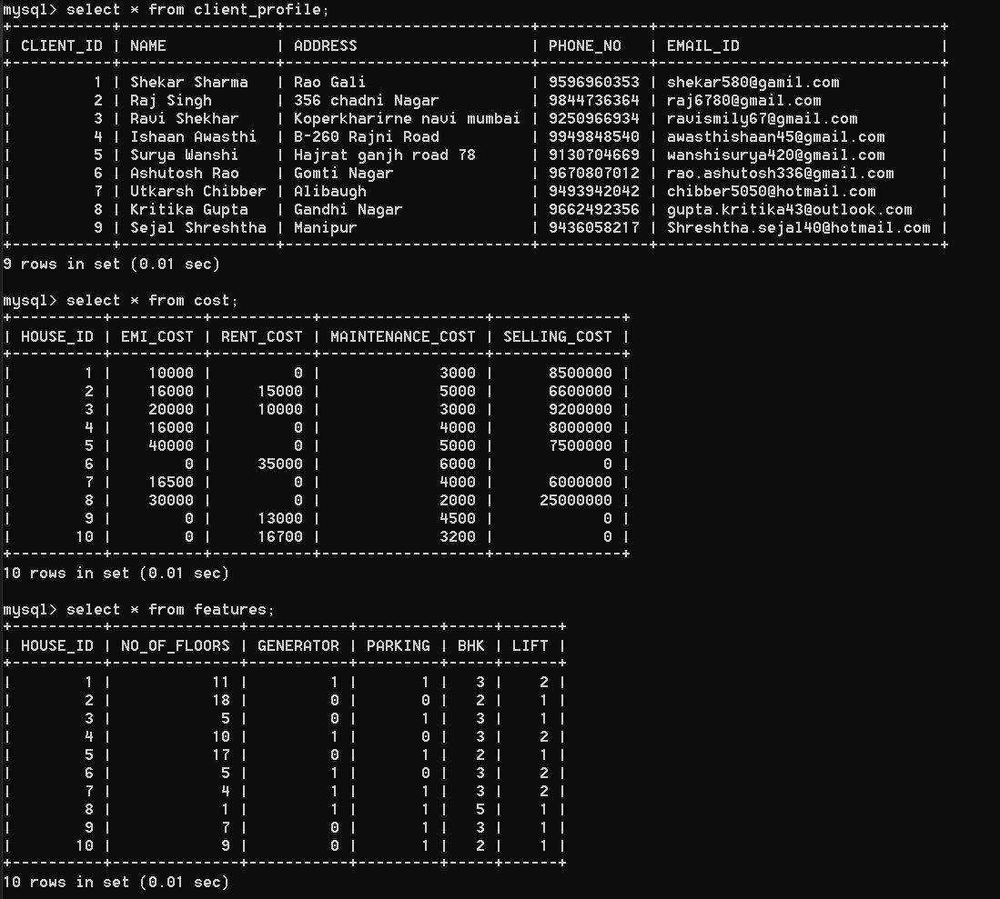 mysql> select * from client_profile;
+-----------+-----------------+---------------------------+------------+-------------------------------+
| CLIENT_ID | NAME            | ADDRESS                   | PHONE_NO   | EMAIL_ID                      |
+-----------+-----------------+---------------------------+------------+-------------------------------+
|         1 | Shekar Sharma   | Rao Gali                  | 9596960353 | shekar580@gamil.com           |
|         2 | Raj Singh       | 356 chadni Nagar          | 9844736364 | raj6780@gmail.com             |
|         3 | Ravi Shekhar    | Koperkharirne navi mumbai | 9250966934 | ravismily67@gmail.com         |
|         4 | Ishaan Awasthi  | B-260 Rajni Road          | 9949848540 | awasthishaan45@gmail.com      |
|         5 | Surya Wanshi    | Hajrat ganjh road 78      | 9130704669 | wanshisurya420@gmail.com      |
|         6 | Ashutosh Rao    | Gomti Nagar               | 9670807012 | rao.ashutosh336@gmail.com     |
|         7 | Utkarsh Chibber | Alibaugh                  | 9493942042 | chibber5050@hotmail.com       |
|         8 | Kritika Gupta   | Gandhi Nagar              | 9662492356 | gupta.kritika43@outlook.com   |
|         9 | Sejal Shreshtha | Manipur                   | 9436058217 | Shreshtha.sejal40@hotmail.com |
+-----------+-----------------+---------------------------+------------+-------------------------------+
9 rows in set (0.01 sec)
mysql> select * from cost;
+----------+----------+-----------+------------------+--------------+
| HOUSE_ID | EMI_COST | RENT_COST | MAINTENANCE_COST | SELLING_COST |
+----------+----------+-----------+------------------+--------------+
|        1 |    10000 |         0 |             3000 |      8500000 |
|        2 |    16000 |     15000 |             5000 |      6600000 |
|        3 |    20000 |     10000 |             3000 |      9200000 |
|        4 |    16000 |         0 |             4000 |      8000000 |
|        5 |    40000 |         0 |             5000 |      7500000 |
|        6 |        0 |     35000 |             6000 |            0 |
|        7 |    16500 |         0 |             4000 |      6000000 |
|        8 |    30000 |         0 |             2000 |     25000000 |
|        9 |        0 |     13000 |             4500 |            0 |
|       10 |        0 |     16700 |             3200 |            0 |
+----------+----------+-----------+------------------+--------------+
10 rows in set (0.01 sec)
mysql> select * from features;
+----------+--------------+-----------+---------+-----+------+
| HOUSE_ID | NO_OF_FLOORS | GENERATOR | PARKING | BHK | LIFT |
+----------+--------------+-----------+---------+-----+------+
|        1 |           11 |         1 |       1 |   3 |    2 |
|        2 |           18 |         0 |       0 |   2 |    1 |
|        3 |            5 |         0 |       1 |   3 |    1 |
|        4 |           10 |         1 |       0 |   3 |    2 |
|        5 |           17 |         0 |       1 |   2 |    1 |
|        6 |            5 |         1 |       0 |   3 |    2 |
|        7 |            4 |         1 |       1 |   3 |    2 |
|        8 |            1 |         1 |       1 |   5 |    1 |
|        9 |            7 |         0 |       1 |   3 |    1 |
|       10 |            9 |         0 |       1 |   2 |    1 |
+----------+--------------+-----------+---------+-----+------+
10 rows in set (0.01 sec)